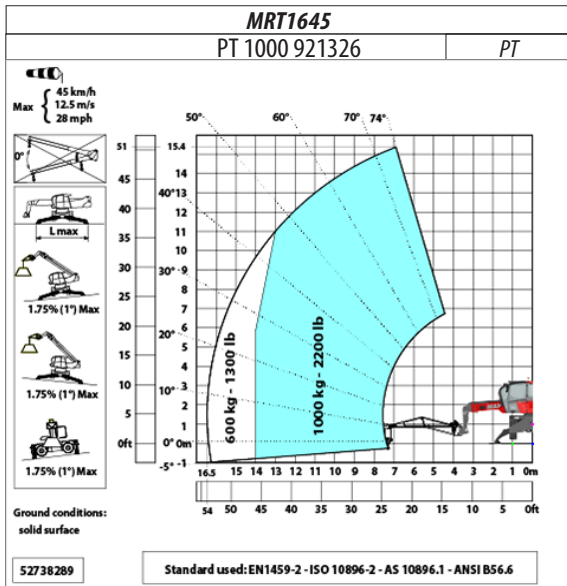 MRT1645
PT 1000 921326
PT
Max
45 km/h
12.5 m/s
28 mph
0°
L max
1.75% (1°) Max
1.75% (1°) Max
1.75% (1°) Max
Ground conditions:
solid surface
52738289
50°
60°
70°
74°
40°
30°
20°
10°
0°
-5°
51
45
40
35
30
25
20
15
10
5
0ft
15.4
14
13
12
11
10
9
8
7
6
5
4
3
2
1
0m
-1
600 kg - 1300 lb
1000 kg - 2200 lb
16.5 15 14 13 12 11 10 9 8 7 6 5 4 3 2 1 0m
54 50 45 40 35 30 25 20 15 10 5 0ft
Standard used: EN1459-2 - ISO 10896-2 - AS 10896.1 - ANSI B56.6